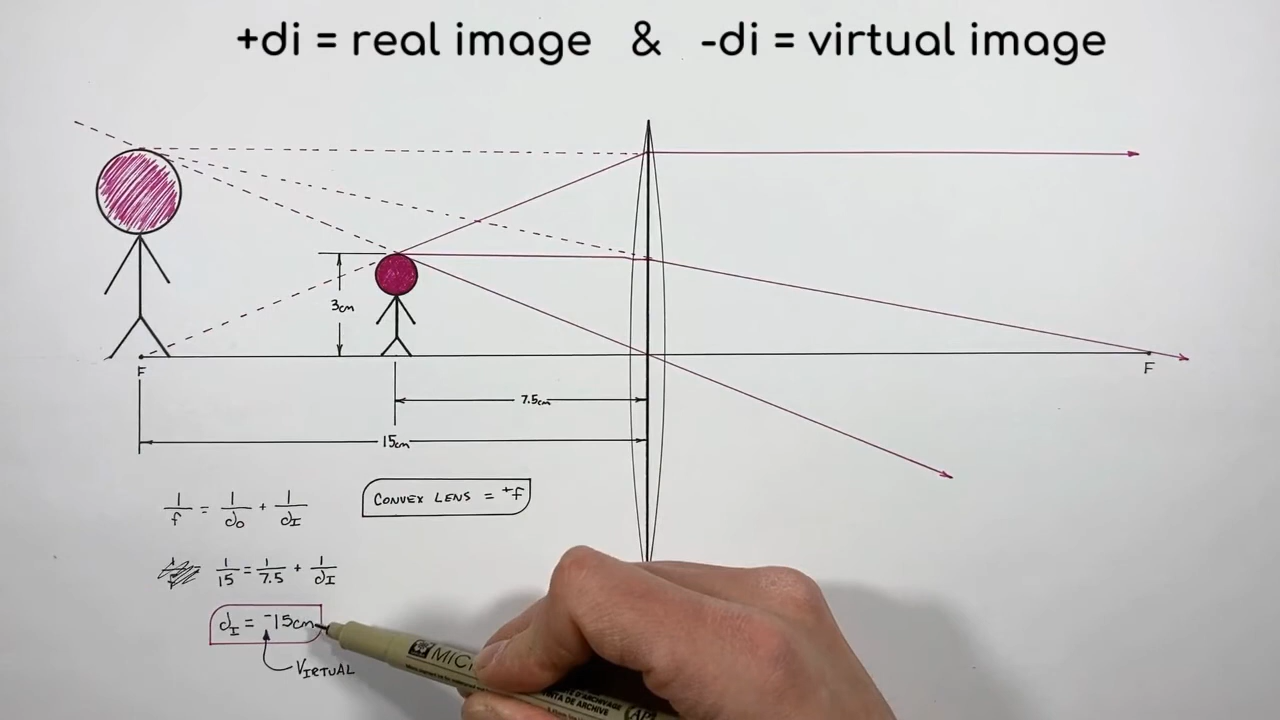 +di = real image & -di = virtual image
3cm
F
F
7.5cm
15cm
1/f = 1/do + 1/dI
CONVEX LENS = +f
1/15 = 1/7.5 + 1/dI
dI = -15cm
VIRTUAL
MIC